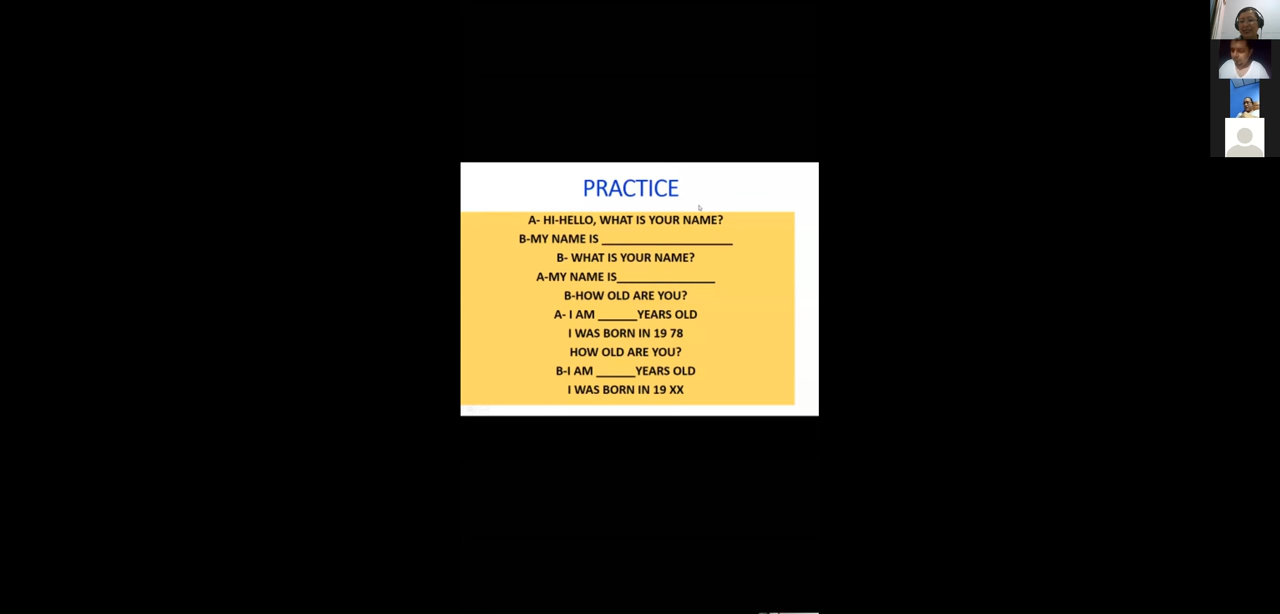 PRACTICE
A- HI-HELLO, WHAT IS YOUR NAME?
B-MY NAME IS ____________________
B- WHAT IS YOUR NAME?
A-MY NAME IS_______________
B-HOW OLD ARE YOU?
A- I AM ______YEARS OLD
I WAS BORN IN 19 78
HOW OLD ARE YOU?
B-I AM ______YEARS OLD
I WAS BORN IN 19 XX